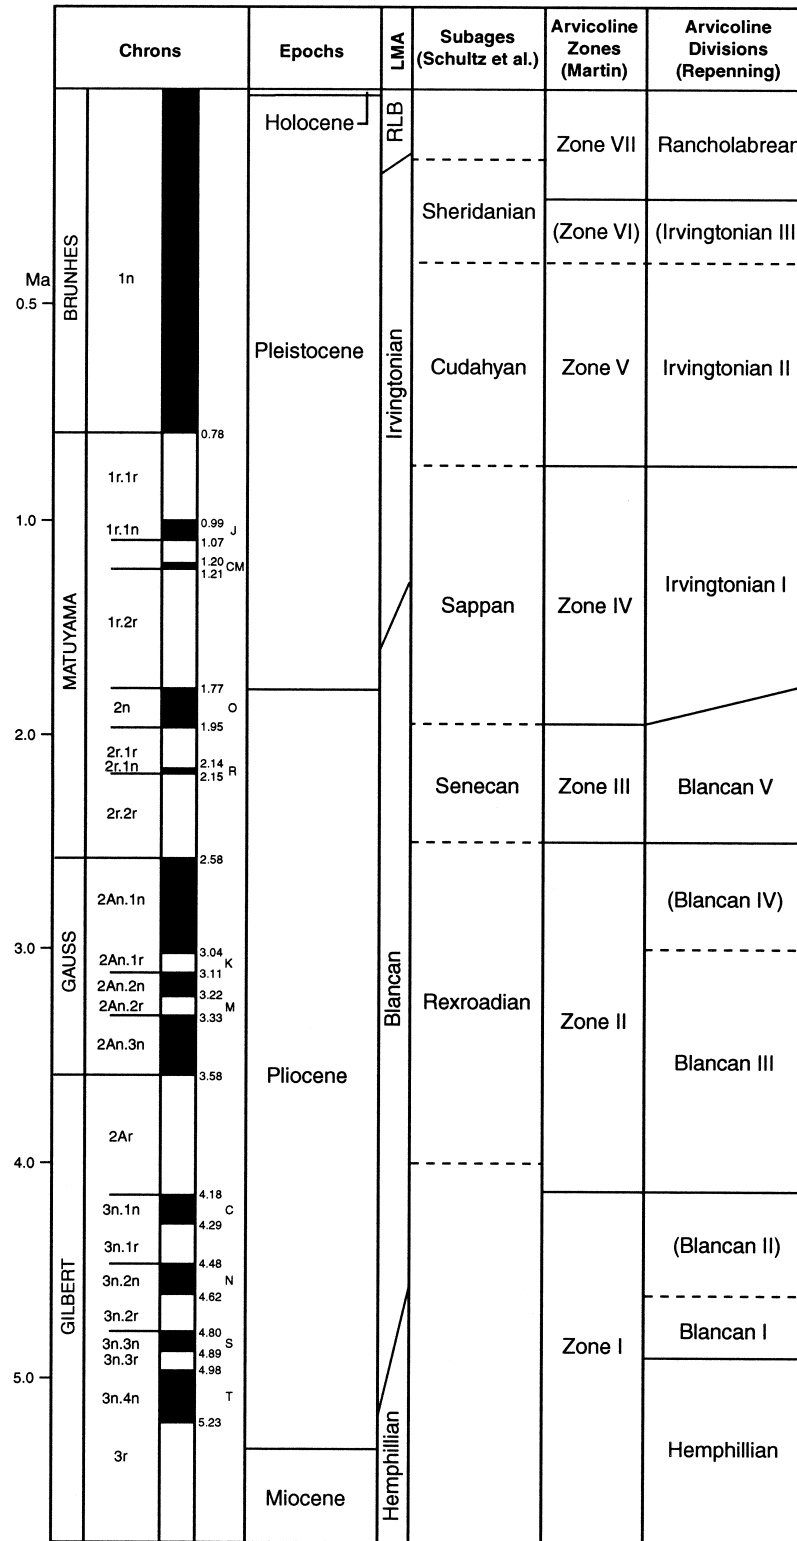 Chrons
Epochs
LMA
Subages
(Schultz et al.)
Arvicoline
Zones
(Martin)
Arvicoline
Divisions
(Repenning)
Ma
0.5
1.0
2.0
3.0
4.0
5.0
BRUNHES
MATUYAMA
GAUSS
GILBERT
1n
1r.1r
1r.1n
1r.2r
2n
2r.1r
2r.1n
2r.2r
2An.1n
2An.1r
2An.2n
2An.2r
2An.3n
2Ar
3n.1n
3n.1r
3n.2n
3n.2r
3n.3n
3n.3r
3n.4n
3r
0.78
0.99
J
1.07
1.20
CM
1.21
1.77
O
1.95
2.14
R
2.15
2.58
3.04
K
3.11
3.22
M
3.33
3.58
4.18
C
4.29
4.48
N
4.62
4.80
S
4.89
4.98
T
5.23
Holocene
Pleistocene
Pliocene
Miocene
RLB
Irvingtonian
Blancan
Hemphillian
Sheridanian
Cudahyan
Sappan
Senecan
Rexroadian
Zone VII
(Zone VI)
Zone V
Zone IV
Zone III
Zone II
Zone I
Rancholabrean
(Irvingtonian III
Irvingtonian II
Irvingtonian I
Blancan V
(Blancan IV)
Blancan III
(Blancan II)
Blancan I
Hemphillian